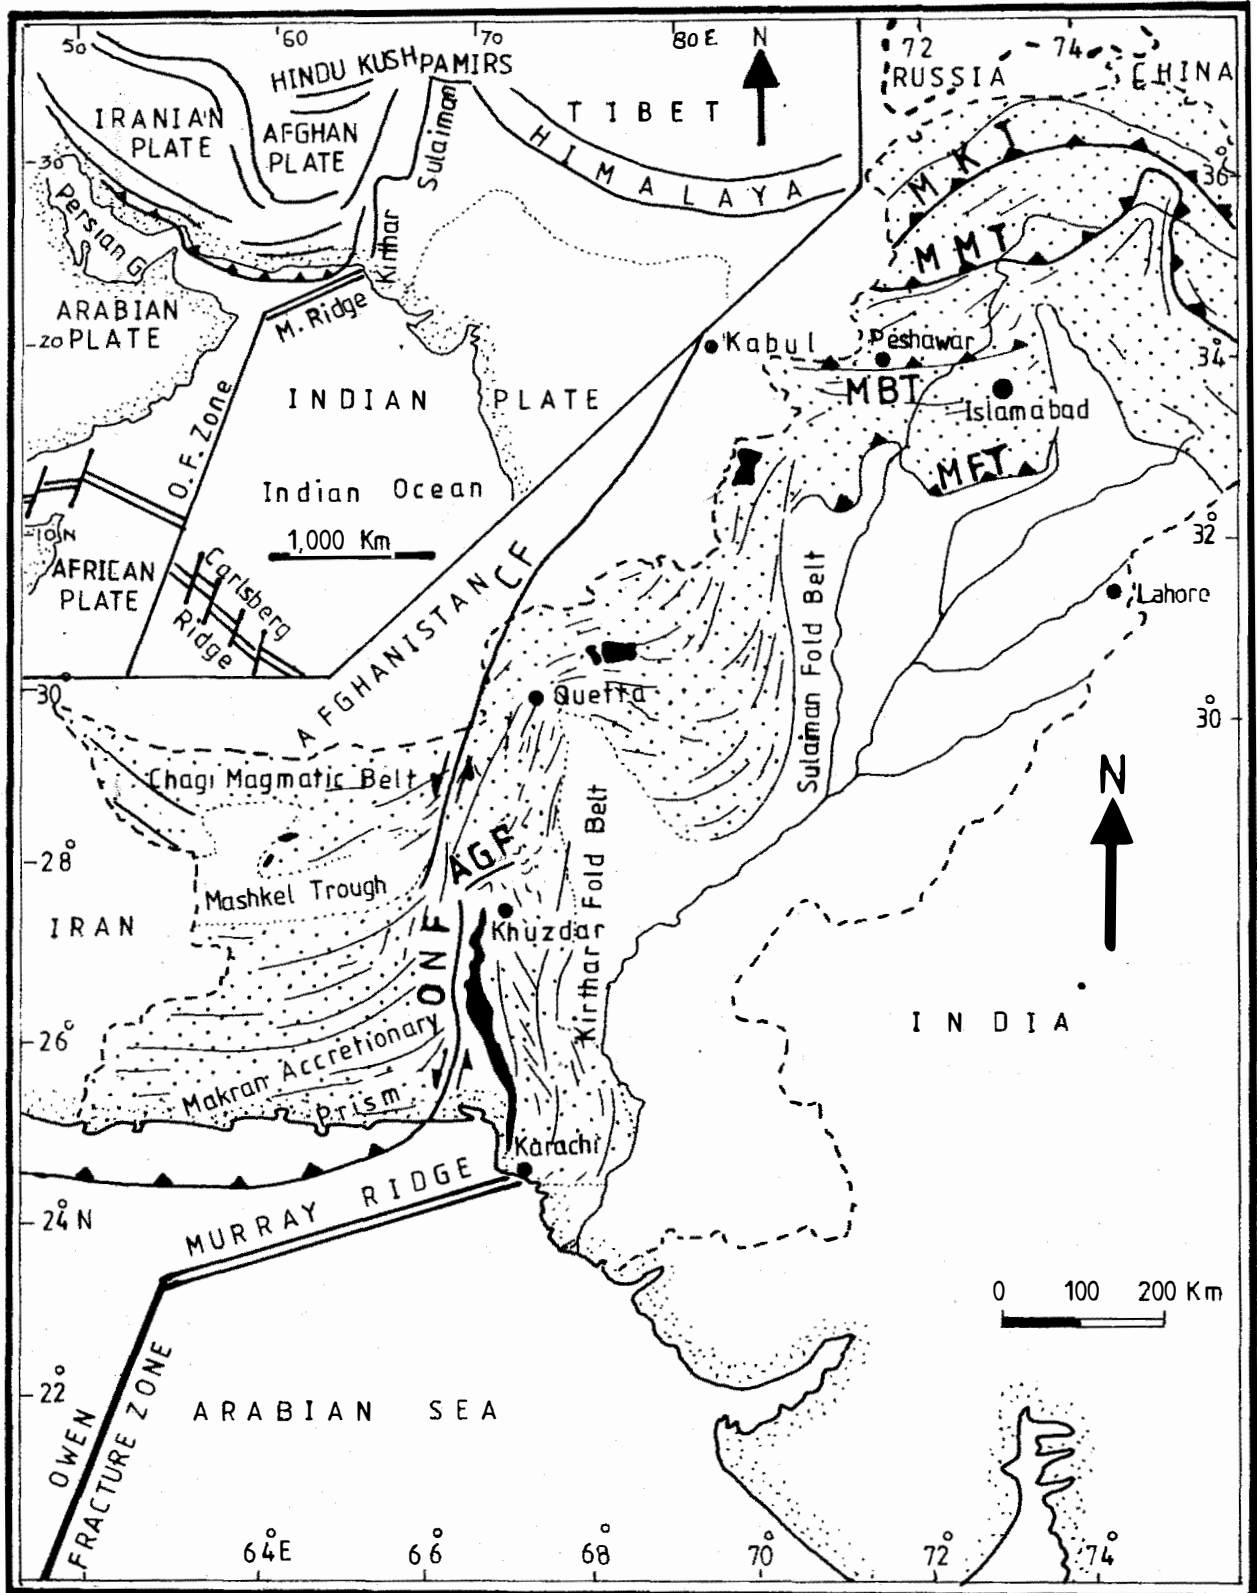 50 60 70 80 E N
72 74
HINDU KUSH PAMIRS
RUSSIA CHINA
IRANIAN
PLATE
AFGHAN
PLATE
Sulaiman
TIBET
HIMALAYA
30
Persian G
Kirthar
MKT
36°
MMT
ARABIAN
PLATE
20
M. Ridge
Kabul
Peshawar
34°
INDIAN PLATE
MBT
Islamabad
O. F. Zone
MFT
Indian Ocean
10 N
1,000 Km
32°
AFRICAN
PLATE
Carlsberg
Ridge
AFGHANISTAN
CF
Sulaman Fold Belt
Lahore
30°
Quetta
30°
Chagi Magmatic Belt
N
Kirthar Fold Belt
AGF
28°
Mashkel Trough
IRAN
ONF
Khuzdar
INDIA
26°
Makran Accretionary
Prism
Karachi
24°N
MURRAY RIDGE
0 100 200 Km
22°
OWEN
FRACTURE ZONE
ARABIAN SEA
64°E 66° 68° 70° 72° 74°